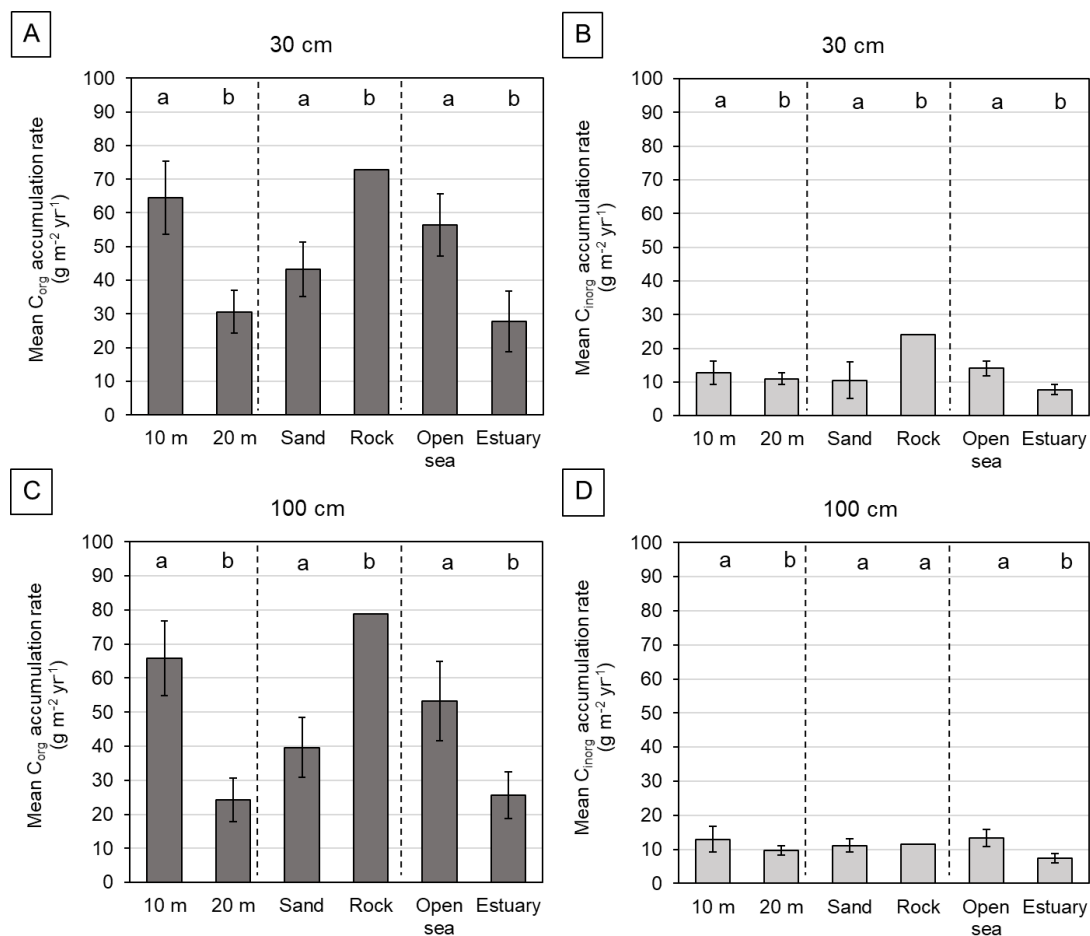 A
30 cm
Mean Corg accumulation rate
(g m⁻² yr⁻¹)
100
90
80
70
60
50
40
30
20
10
0
a b a b a b
10 m 20 m Sand Rock Open sea Estuary
B
30 cm
Mean Cinorg accumulation rate
(g m⁻² yr⁻¹)
100
90
80
70
60
50
40
30
20
10
0
a b a b a b
10 m 20 m Sand Rock Open sea Estuary
C
100 cm
Mean Corg accumulation rate
(g m⁻² yr⁻¹)
100
90
80
70
60
50
40
30
20
10
0
a b a b a b
10 m 20 m Sand Rock Open sea Estuary
D
100 cm
Mean Cinorg accumulation rate
(g m⁻² yr⁻¹)
100
90
80
70
60
50
40
30
20
10
0
a b a a a b
10 m 20 m Sand Rock Open sea Estuary